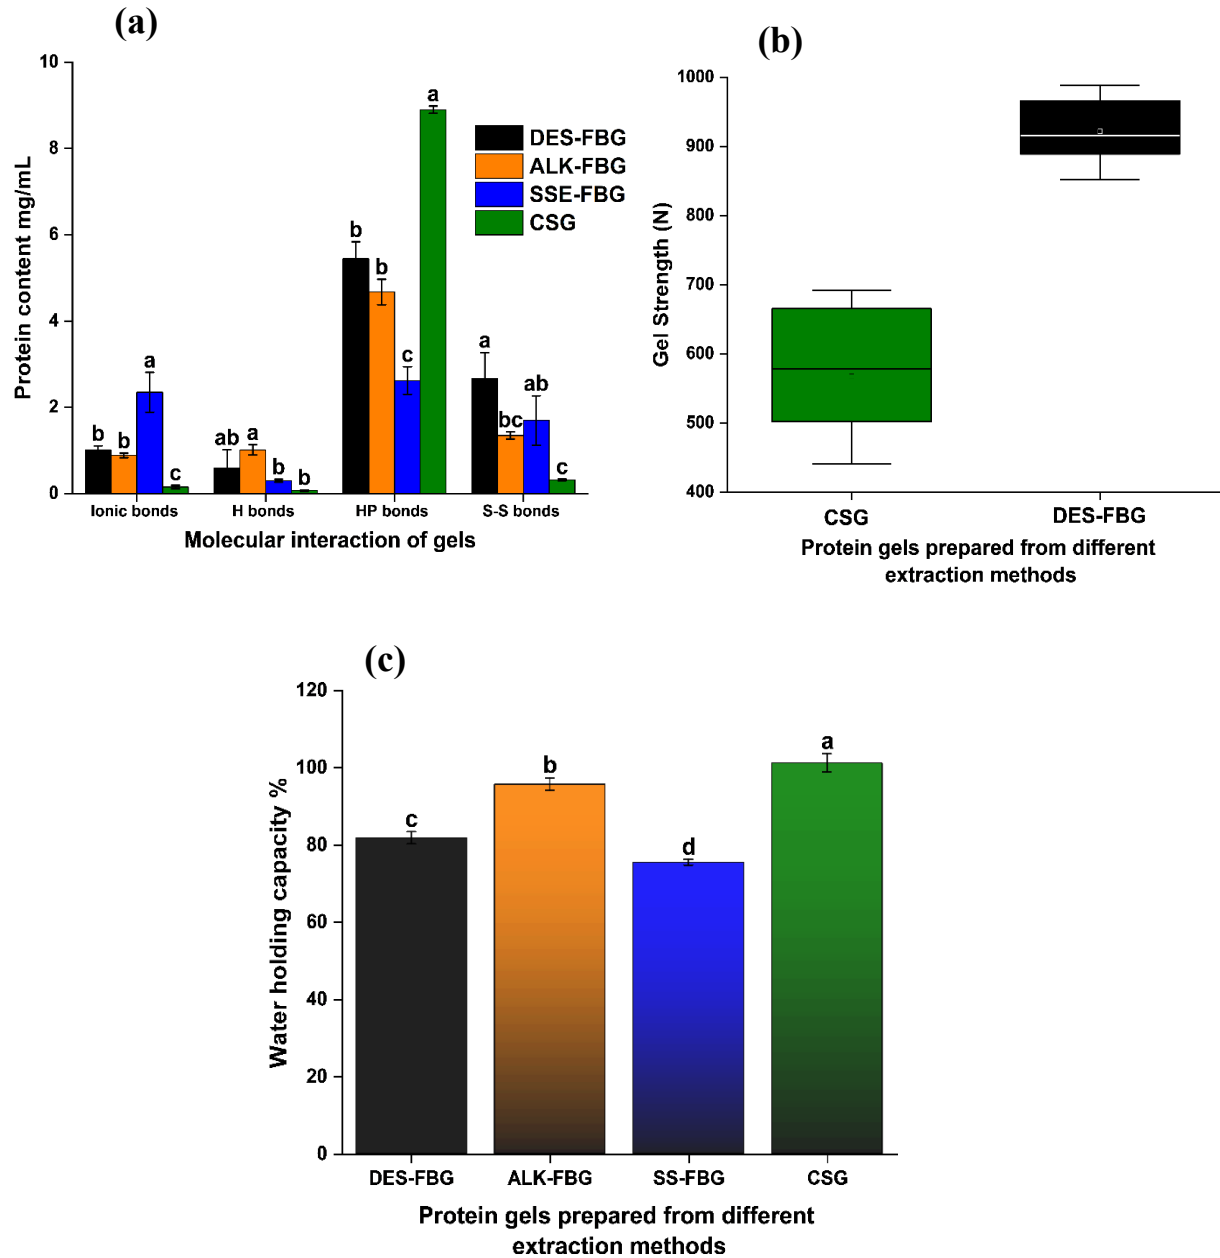 (a)
10
8
6
4
2
0
Protein content mg/mL
DES-FBG
ALK-FBG
SSE-FBG
CSG
b b a c
ab a b b
b b c a
a bc ab c
Ionic bonds H bonds HP bonds S-S bonds
Molecular interaction of gels
(b)
1000
900
800
700
600
500
400
Gel Strength (N)
CSG DES-FBG
Protein gels prepared from different
extraction methods
(c)
120
100
80
60
40
20
0
Water holding capacity %
c b d a
DES-FBG ALK-FBG SS-FBG CSG
Protein gels prepared from different
extraction methods